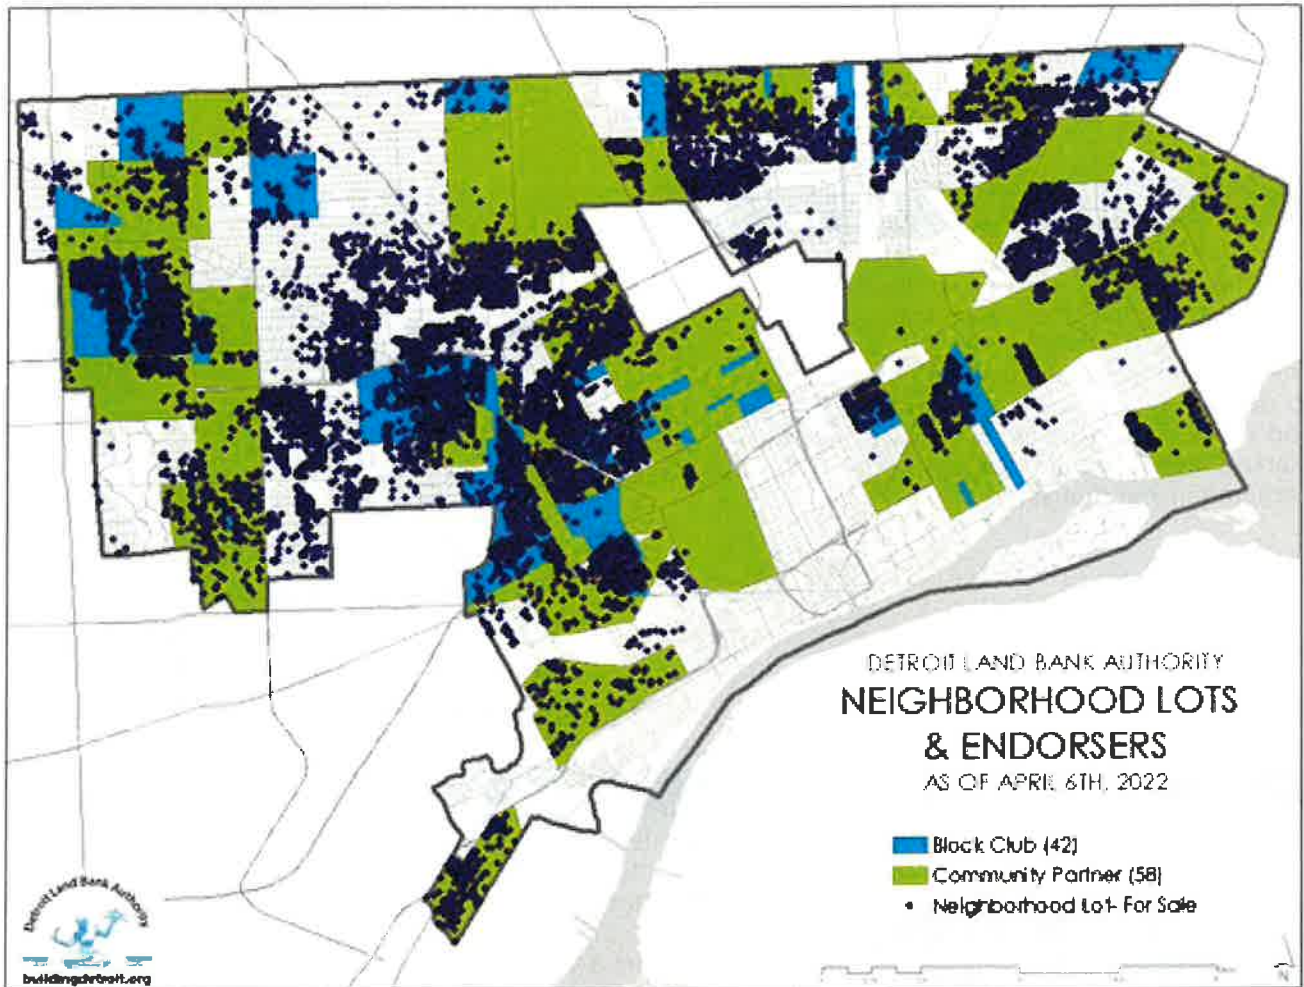 DETROIT LAND BANK AUTHORITY
NEIGHBORHOOD LOTS
& ENDORSERS
AS OF APRIL 6TH, 2022
Block Club (42)
Community Partner (58)
Neighborhood Lot- For Sale
Detroit Land Bank Authority
buildingdetroit.org
N